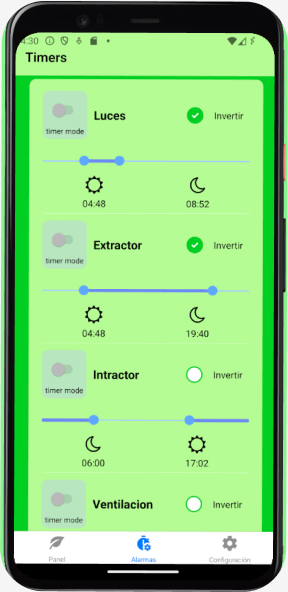 4:30
Timers
timer mode
Luces
Invertir
04:48 08:52
timer mode
Extractor
Invertir
04:48 19:40
timer mode
Intractor
Invertir
06:00 17:02
timer mode
Ventilacion
Invertir
Panel Alarmas Configuración